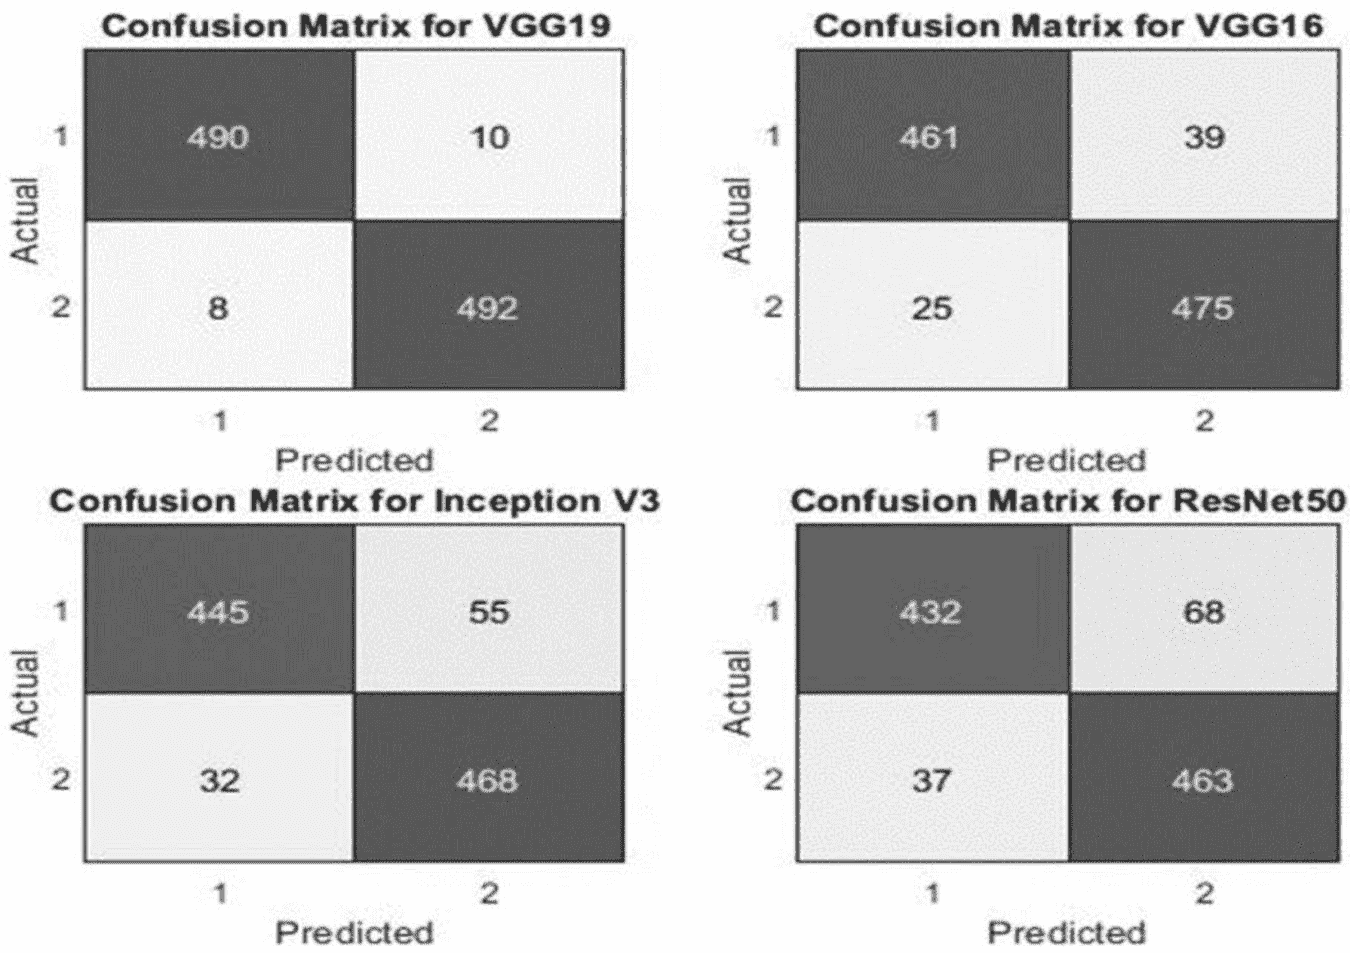 Confusion Matrix for VGG19
Actual
1
490
10
2
8
492
1
2
Predicted
Confusion Matrix for VGG16
Actual
1
461
39
2
25
475
1
2
Predicted
Confusion Matrix for Inception V3
Actual
1
445
55
2
32
468
1
2
Predicted
Confusion Matrix for ResNet50
Actual
1
432
68
2
37
463
1
2
Predicted